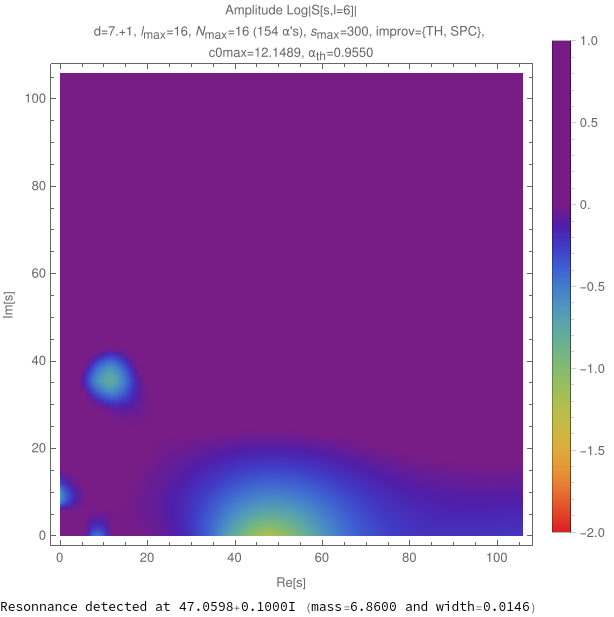 Amplitude Log|S[s,l=6]|
d=7.+1, lmax=16, Nmax=16 (154 α's), smax=300, improv={TH, SPC},
c0max=12.1489, αth=0.9550
1.0
0.5
0.
−0.5
−1.0
−1.5
−2.0
100
80
60
40
20
0
Im[s]
0 20 40 60 80 100
Re[s]
Resonnance detected at 47.0598+0.1000I (mass=6.8600 and width=0.0146)